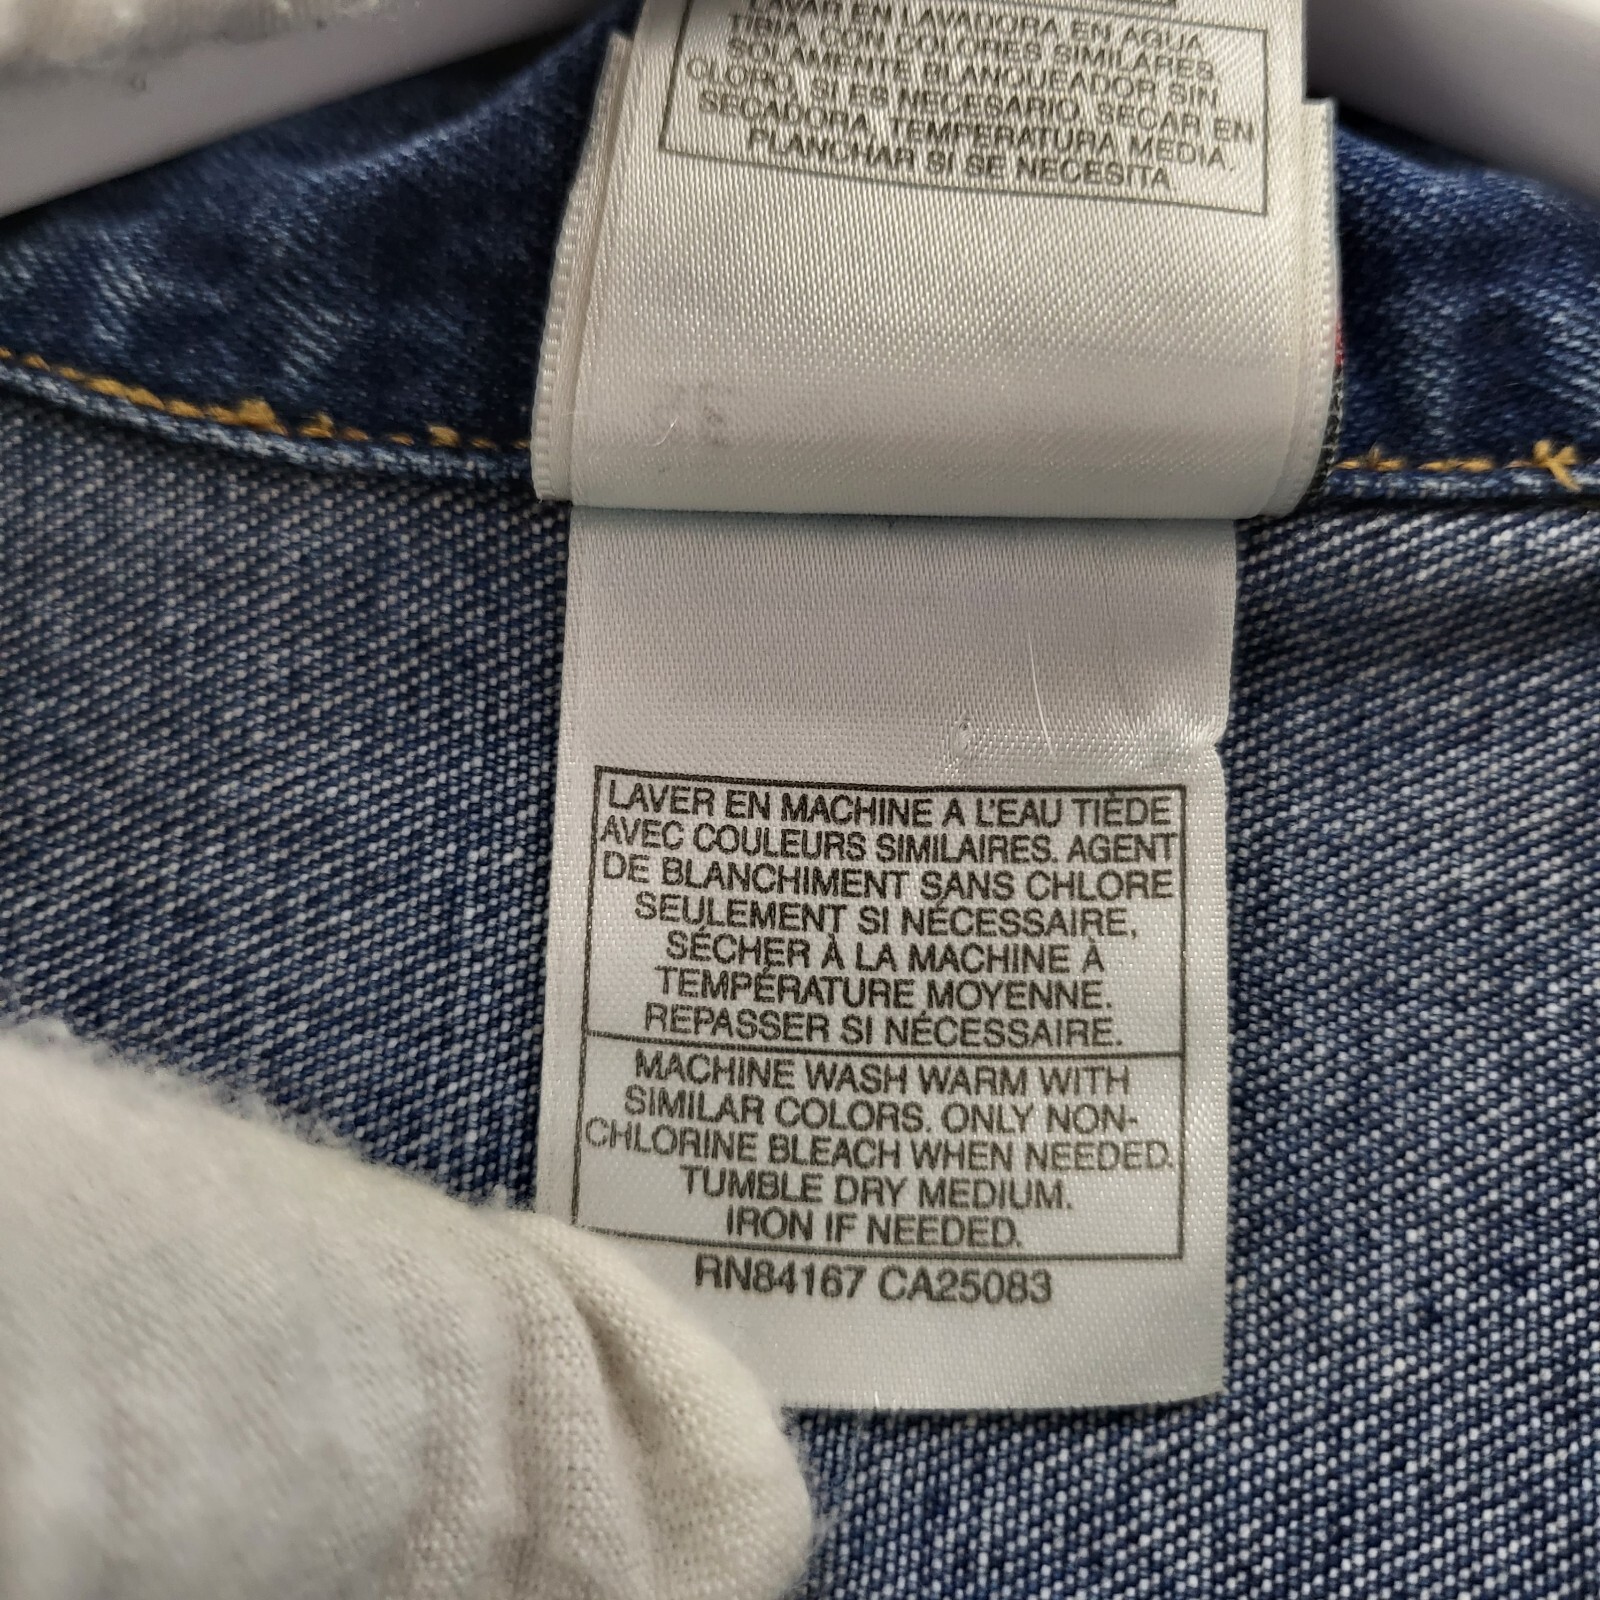 LAVAR EN LAVADORA EN AGUA
TIBIA CON COLORES SIMILARES.
SOLAMENTE BLANQUEADOR SIN
CLORO, SI ES NECESARIO, SECAR EN
SECADORA, TEMPERATURA MEDIA.
PLANCHAR SI SE NECESITA
LAVER EN MACHINE A L'EAU TIÈDE
AVEC COULEURS SIMILAIRES. AGENT
DE BLANCHIMENT SANS CHLORE
SEULEMENT SI NÉCESSAIRE,
SÉCHER À LA MACHINE À
TEMPÉRATURE MOYENNE.
REPASSER SI NÉCESSAIRE.
MACHINE WASH WARM WITH
SIMILAR COLORS. ONLY NON-
CHLORINE BLEACH WHEN NEEDED.
TUMBLE DRY MEDIUM.
IRON IF NEEDED.
RN84167 CA25083